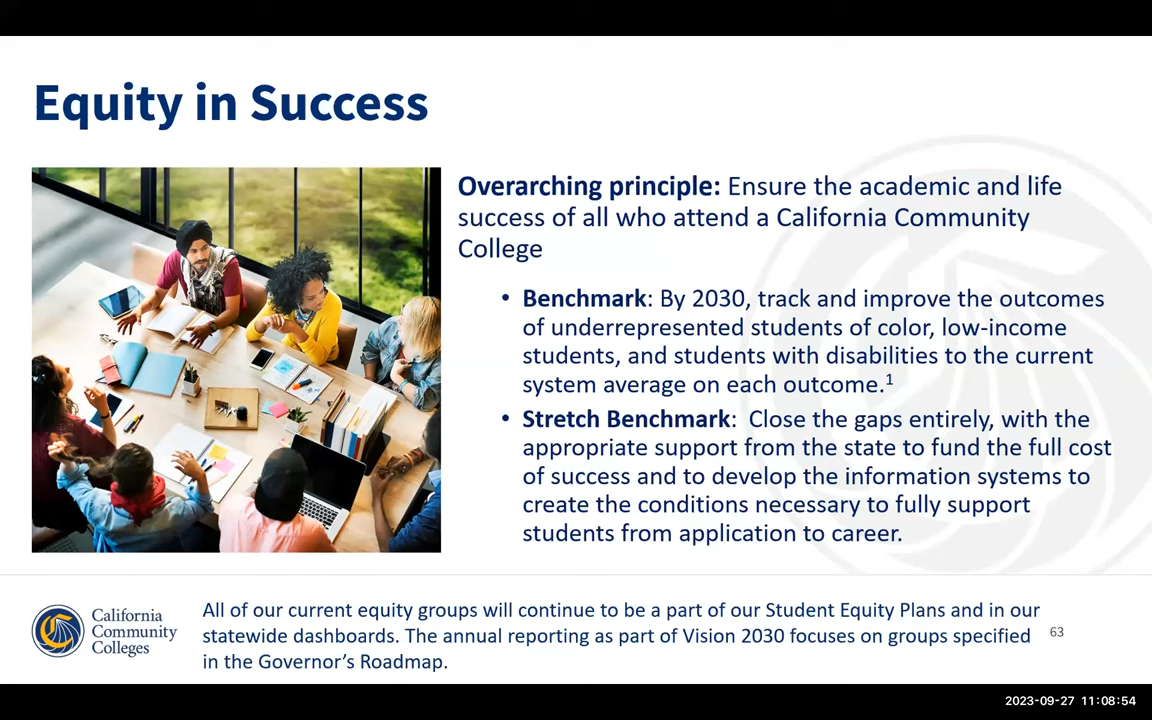 Equity in Success
Overarching principle: Ensure the academic and life
success of all who attend a California Community
College
• Benchmark: By 2030, track and improve the outcomes
of underrepresented students of color, low-income
students, and students with disabilities to the current
system average on each outcome.¹
• Stretch Benchmark:  Close the gaps entirely, with the
appropriate support from the state to fund the full cost
of success and to develop the information systems to
create the conditions necessary to fully support
students from application to career.
California
Community
Colleges
All of our current equity groups will continue to be a part of our Student Equity Plans and in our
statewide dashboards. The annual reporting as part of Vision 2030 focuses on groups specified
in the Governor’s Roadmap.
63
2023-09-27 11:08:54